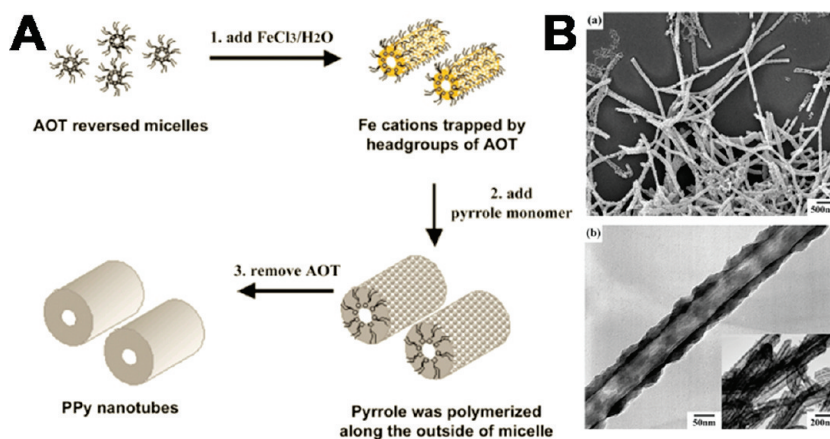 A
1. add FeCl3/H2O
AOT reversed micelles
Fe cations trapped by
headgroups of AOT
2. add
pyrrole monomer
3. remove AOT
PPy nanotubes
Pyrrole was polymerized
along the outside of micelle
B
(a)
500nm
(b)
50nm
200nm